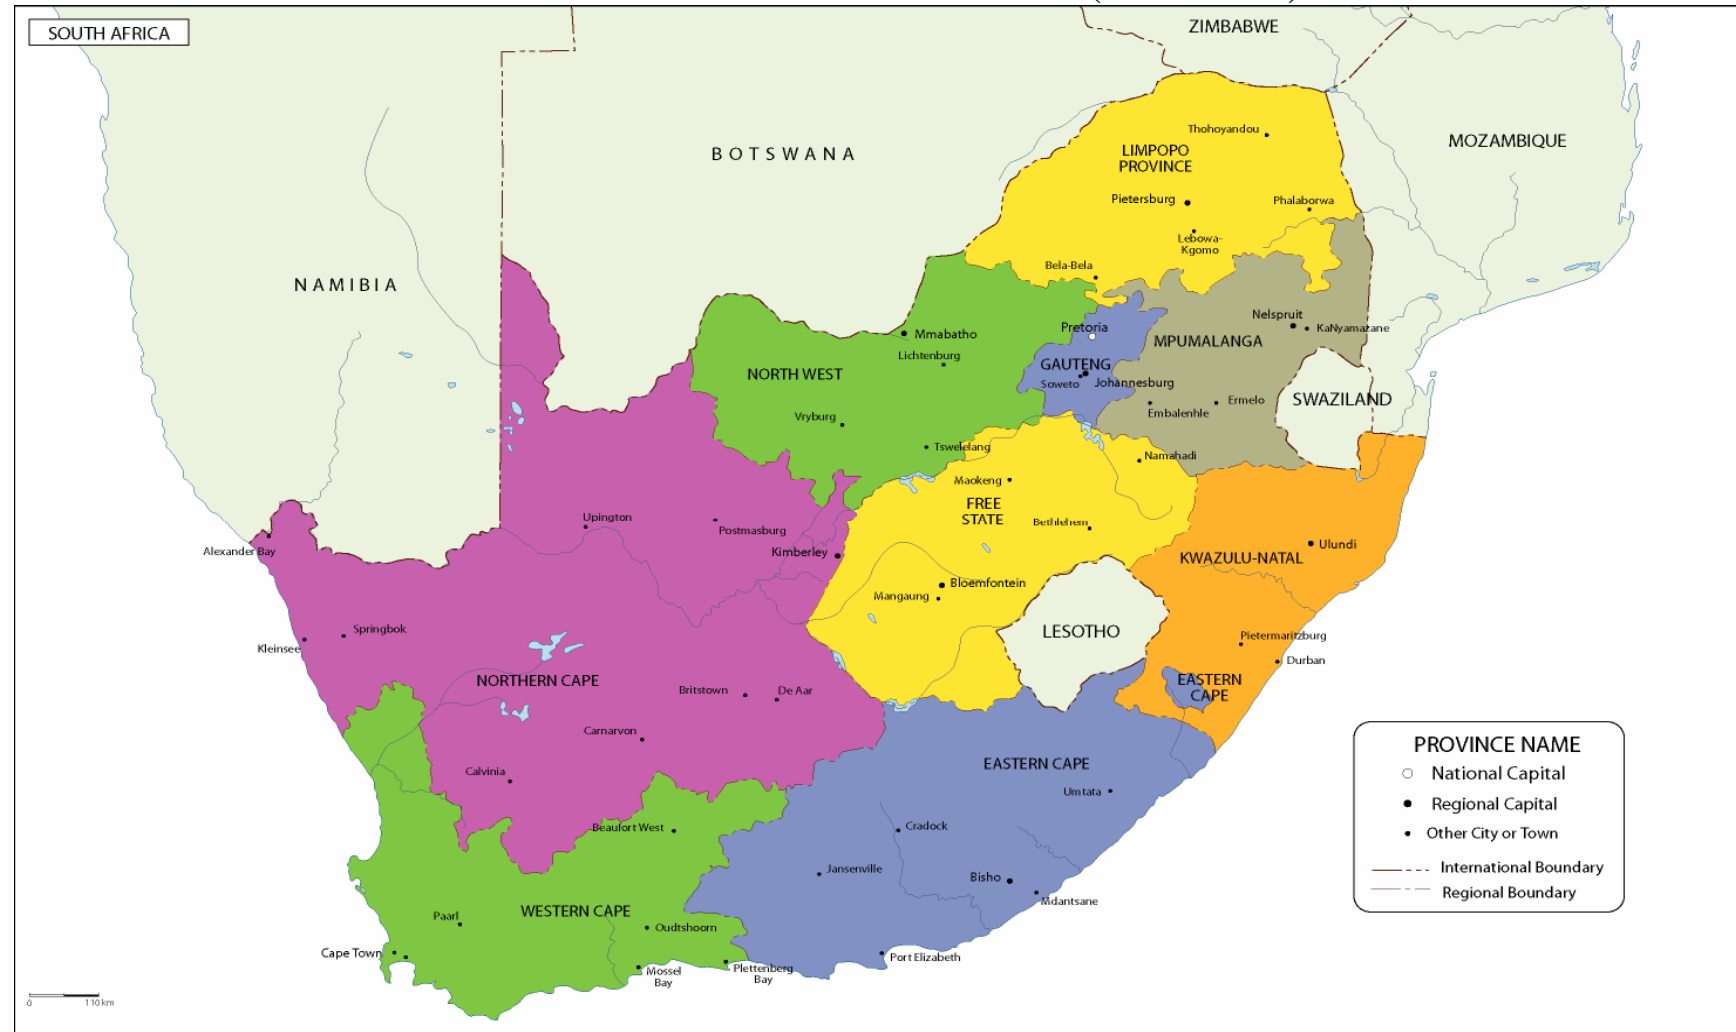 SOUTH AFRICA
ZIMBABWE
MOZAMBIQUE
BOTSWANA
NAMIBIA
Thohoyandou
LIMPOPO
PROVINCE
Pietersburg
Phalaborwa
Lebowa-
Kgomo
Bela-Bela
Mmabatho
Lichtenburg
NORTH WEST
Vryburg
Tswelelang
Pretoria
GAUTENG
Soweto
Johannesburg
MPUMALANGA
Nelspruit
KaNyamazane
Embalenhle
Ermelo
SWAZILAND
Namahadi
Maokeng
FREE
STATE
Bethlehem
Bloemfontein
Mangaung
LESOTHO
KWAZULU-NATAL
Ulundi
Pietermaritzburg
Durban
EASTERN
CAPE
Upington
Postmasburg
Kimberley
Alexander Bay
Springbok
Kleinsee
NORTHERN CAPE
Britstown
De Aar
Carnarvon
Calvinia
EASTERN CAPE
Umtata
Cradock
Jansenville
Bisho
Mdantsane
Port Elizabeth
Beaufort West
WESTERN CAPE
Paarl
Oudtshoorn
Cape Town
Mossel
Bay
Plettenberg
Bay
PROVINCE NAME
National Capital
Regional Capital
Other City or Town
International Boundary
Regional Boundary
0 110 km